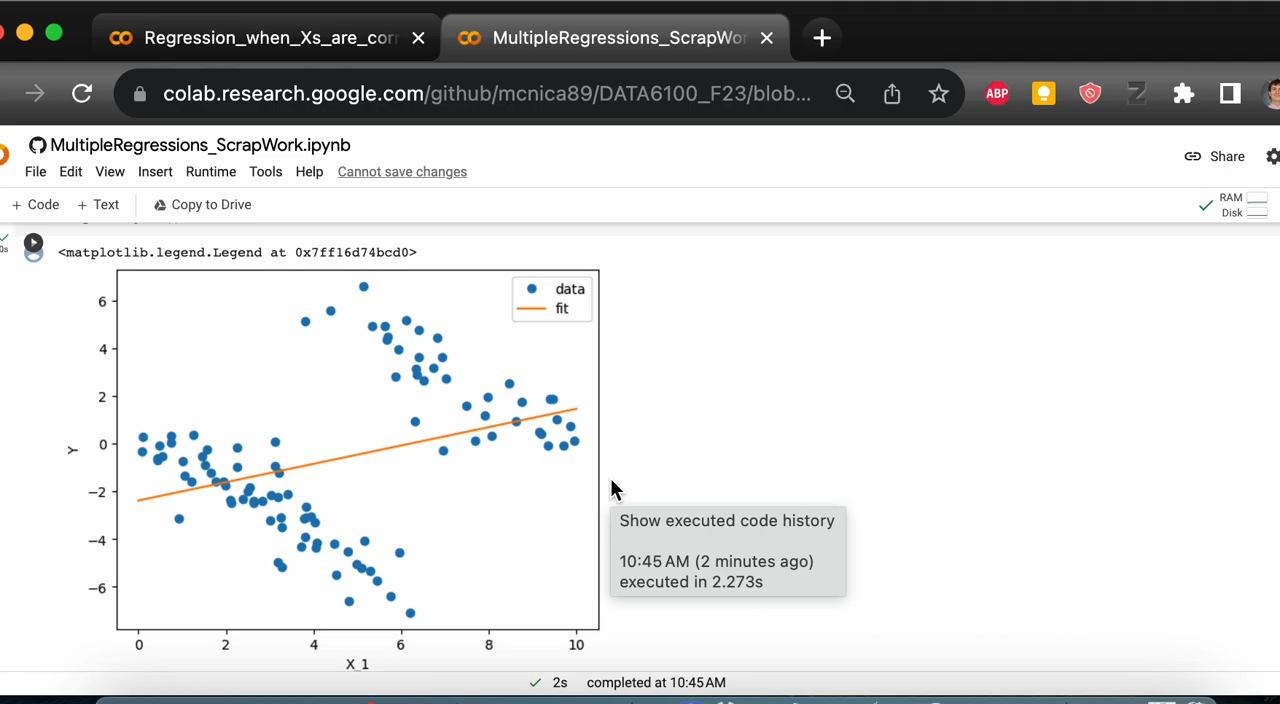 Regression_when_Xs_are_cor
MultipleRegressions_ScrapWo
colab.research.google.com/github/mcnica89/DATA6100_F23/blob...
ABP
MultipleRegressions_ScrapWork.ipynb
Share
File Edit View Insert Runtime Tools Help Cannot save changes
+ Code + Text Copy to Drive
RAM
Disk
0s
<matplotlib.legend.Legend at 0x7ff16d74bcd0>
data
fit
6
4
2
0
−2
−4
−6
Y
0 2 4 6 8 10
X_1
Show executed code history
10:45 AM (2 minutes ago)
executed in 2.273s
2s completed at 10:45 AM